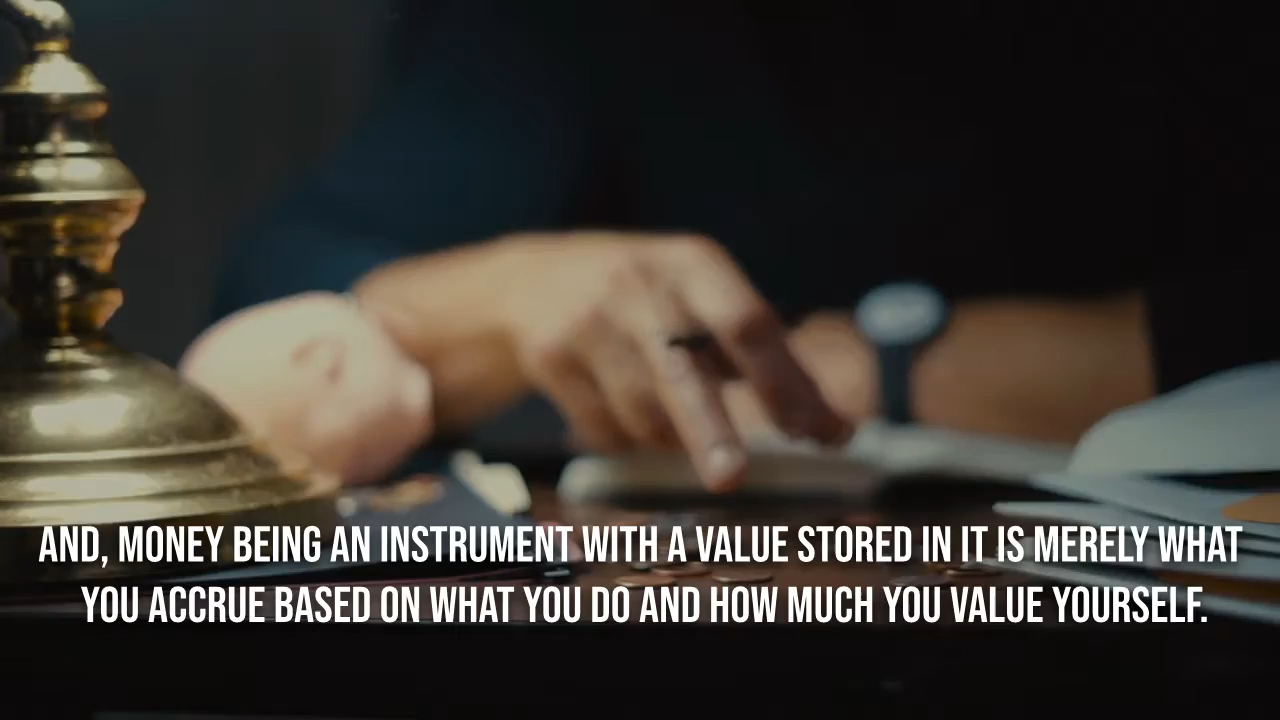 AND, MONEY BEING AN INSTRUMENT WITH A VALUE STORED IN IT IS MERELY WHAT
YOU ACCRUE BASED ON WHAT YOU DO AND HOW MUCH YOU VALUE YOURSELF.